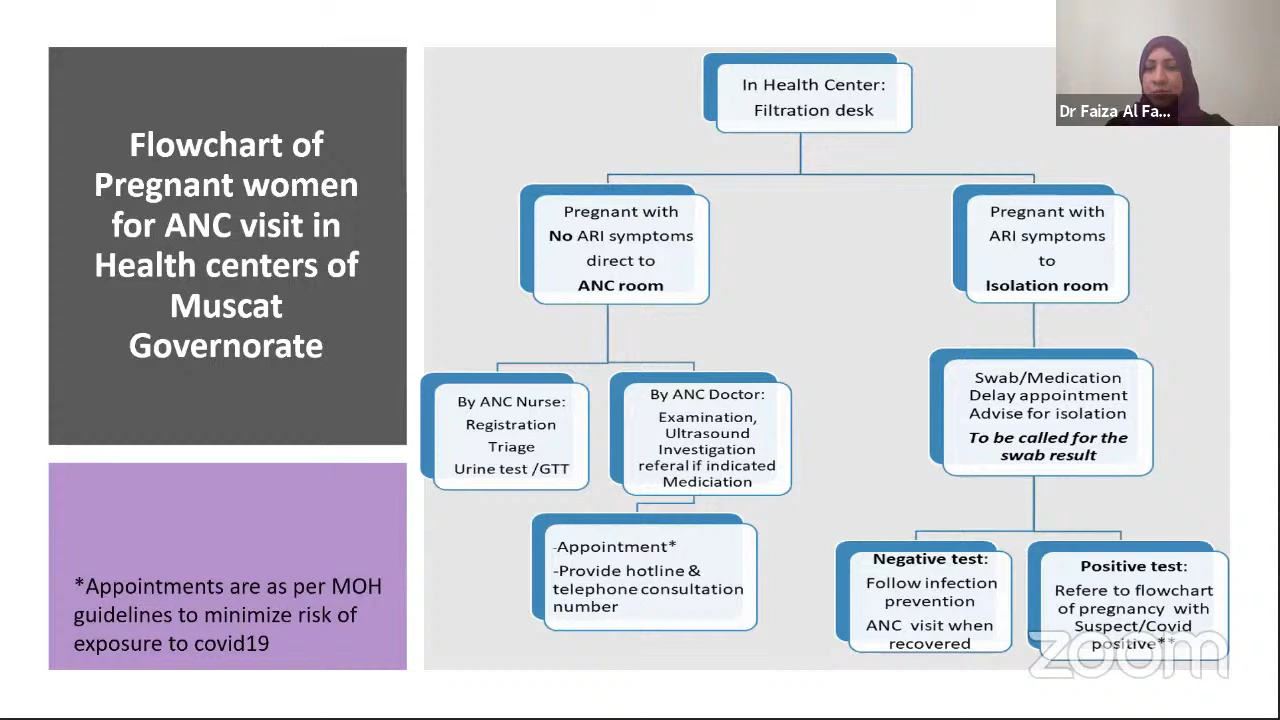 Flowchart of
Pregnant women
for ANC visit in
Health centers of
Muscat
Governorate
*Appointments are as per MOH
guidelines to minimize risk of
exposure to covid19
In Health Center:
Filtration desk
Pregnant with
No ARI symptoms
direct to
ANC room
Pregnant with
ARI symptoms
to
Isolation room
By ANC Nurse:
Registration
Triage
Urine test /GTT
By ANC Doctor:
Examination,
Ultrasound
Investigation
referal if indicated
Mediciation
-Appointment*
-Provide hotline &
telephone consultation
number
Swab/Medication
Delay appointment
Advise for isolation
To be called for the
swab result
Negative test:
Follow infection
prevention
ANC visit when
recovered
Positive test:
Refere to flowchart
of pregnancy with
Suspect/Covid
positive**
Dr Faiza Al Fa...
zoom